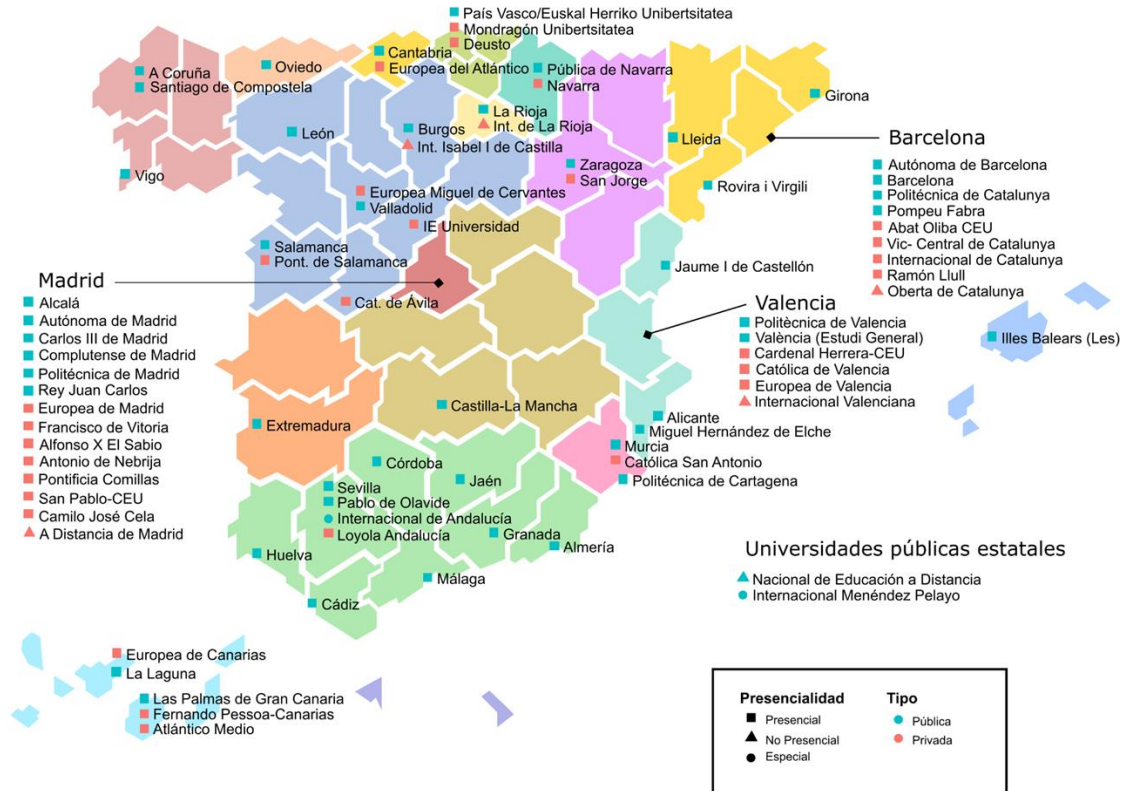 País Vasco/Euskal Herriko Unibertsitatea
Mondragón Unibertsitatea
Deusto
Cantabria
Europea del Atlántico
Oviedo
A Coruña
Santiago de Compostela
Pública de Navarra
Navarra
Girona
La Rioja
Int. de La Rioja
León
Burgos
Int. Isabel I de Castilla
Lleida
Vigo
Zaragoza
San Jorge
Rovira i Virgili
Europea Miguel de Cervantes
Valladolid
IE Universidad
Salamanca
Pont. de Salamanca
Cat. de Ávila
Jaume I de Castellón
Barcelona
Autónoma de Barcelona
Barcelona
Politécnica de Catalunya
Pompeu Fabra
Abat Oliba CEU
Vic- Central de Catalunya
Internacional de Catalunya
Ramón Llull
Oberta de Catalunya
Madrid
Alcalá
Autónoma de Madrid
Carlos III de Madrid
Complutense de Madrid
Politécnica de Madrid
Rey Juan Carlos
Europea de Madrid
Francisco de Vitoria
Alfonso X El Sabio
Antonio de Nebrija
Pontificia Comillas
San Pablo-CEU
Camilo José Cela
A Distancia de Madrid
Valencia
Politècnica de Valencia
València (Estudi General)
Cardenal Herrera-CEU
Católica de Valencia
Europea de Valencia
Internacional Valenciana
Illes Balears (Les)
Castilla-La Mancha
Extremadura
Alicante
Miguel Hernández de Elche
Murcia
Católica San Antonio
Politécnica de Cartagena
Córdoba
Jaén
Sevilla
Pablo de Olavide
Internacional de Andalucía
Loyola Andalucía
Granada
Almería
Huelva
Málaga
Cádiz
Universidades públicas estatales
Nacional de Educación a Distancia
Internacional Menéndez Pelayo
Europea de Canarias
La Laguna
Las Palmas de Gran Canaria
Fernando Pessoa-Canarias
Atlántico Medio
Presencialidad
Presencial
No Presencial
Especial
Tipo
Pública
Privada